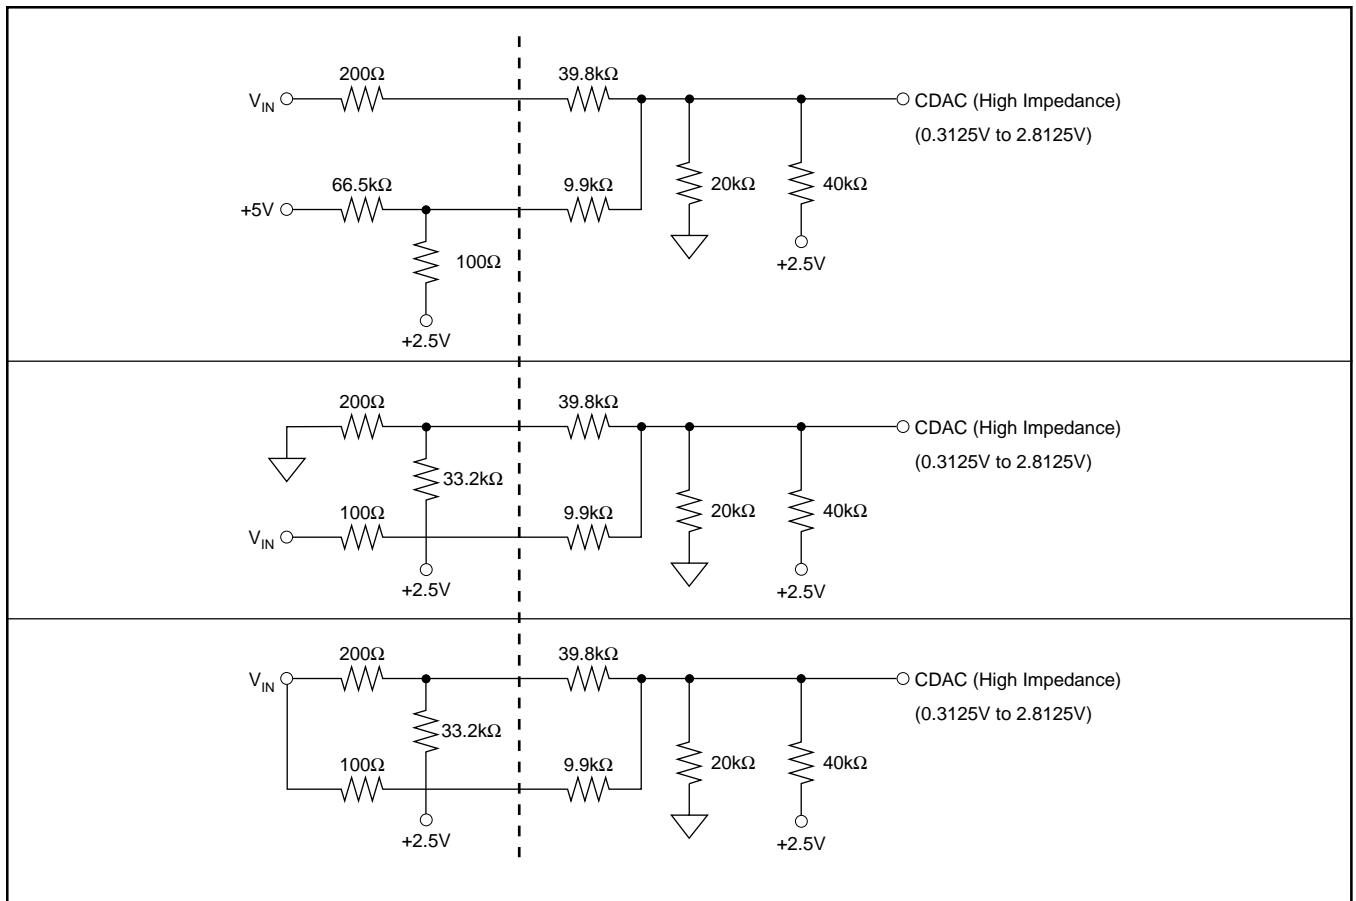 200Ω
39.8kΩ
VIN
CDAC (High Impedance)
(0.3125V to 2.8125V)
66.5kΩ
9.9kΩ
20kΩ
40kΩ
+5V
100Ω
+2.5V
+2.5V
200Ω
39.8kΩ
CDAC (High Impedance)
(0.3125V to 2.8125V)
33.2kΩ
100Ω
9.9kΩ
20kΩ
40kΩ
VIN
+2.5V
+2.5V
200Ω
39.8kΩ
VIN
CDAC (High Impedance)
(0.3125V to 2.8125V)
33.2kΩ
100Ω
9.9kΩ
20kΩ
40kΩ
+2.5V
+2.5V